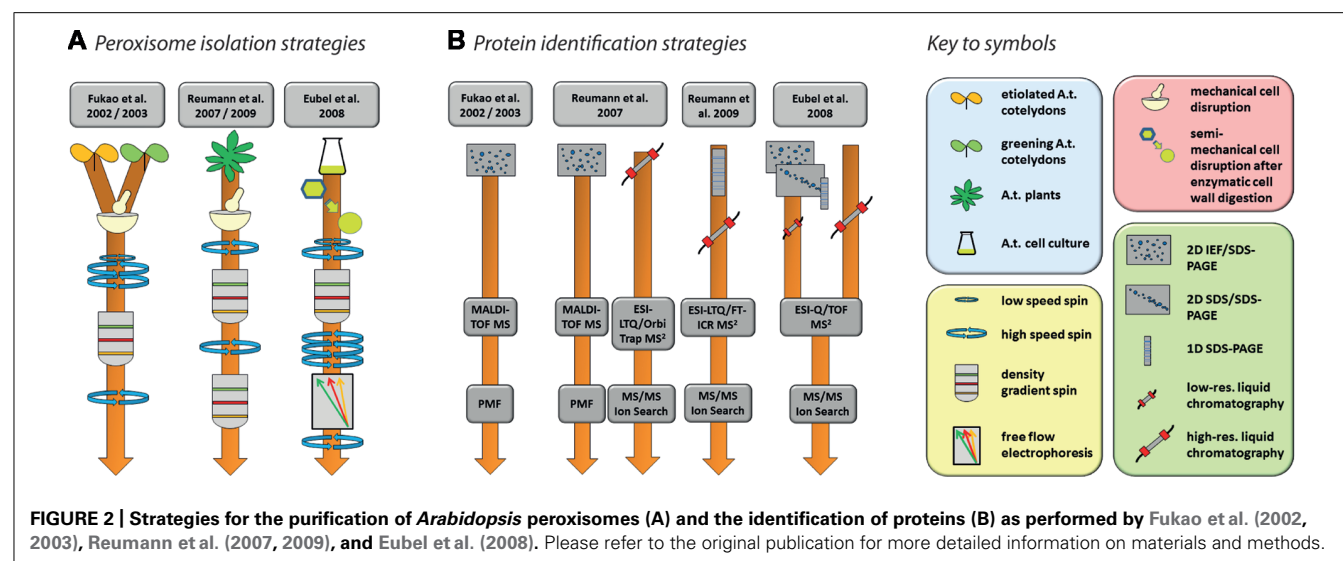 A Peroxisome isolation strategies
Fukao et al.
2002 / 2003
Reumann et al.
2007 / 2009
Eubel et al.
2008
B Protein identification strategies
Fukao et al.
2002 / 2003
Reumann et al.
2007
Reumann et
al. 2009
Eubel et al.
2008
MALDI-
TOF MS
MALDI-
TOF MS
ESI-
LTQ/Orbi
Trap MS²
ESI-LTQ/FT-
ICR MS²
ESI-Q/TOF
MS²
PMF
PMF
MS/MS
Ion Search
MS/MS
Ion Search
MS/MS
Ion Search
Key to symbols
etiolated A.t.
cotelydons
greening A.t.
cotelydons
A.t. plants
A.t. cell culture
low speed spin
high speed spin
density
gradient spin
free flow
electrophoresis
mechanical cell
disruption
semi-
mechanical cell
disruption after
enzymatic cell
wall digestion
2D IEF/SDS-
PAGE
2D SDS/SDS-
PAGE
1D SDS-PAGE
low-res. liquid
chromatography
high-res. liquid
chromatography
FIGURE 2 | Strategies for the purification of Arabidopsis peroxisomes (A) and the identification of proteins (B) as performed by Fukao et al. (2002,
2003), Reumann et al. (2007, 2009), and Eubel et al. (2008). Please refer to the original publication for more detailed information on materials and methods.